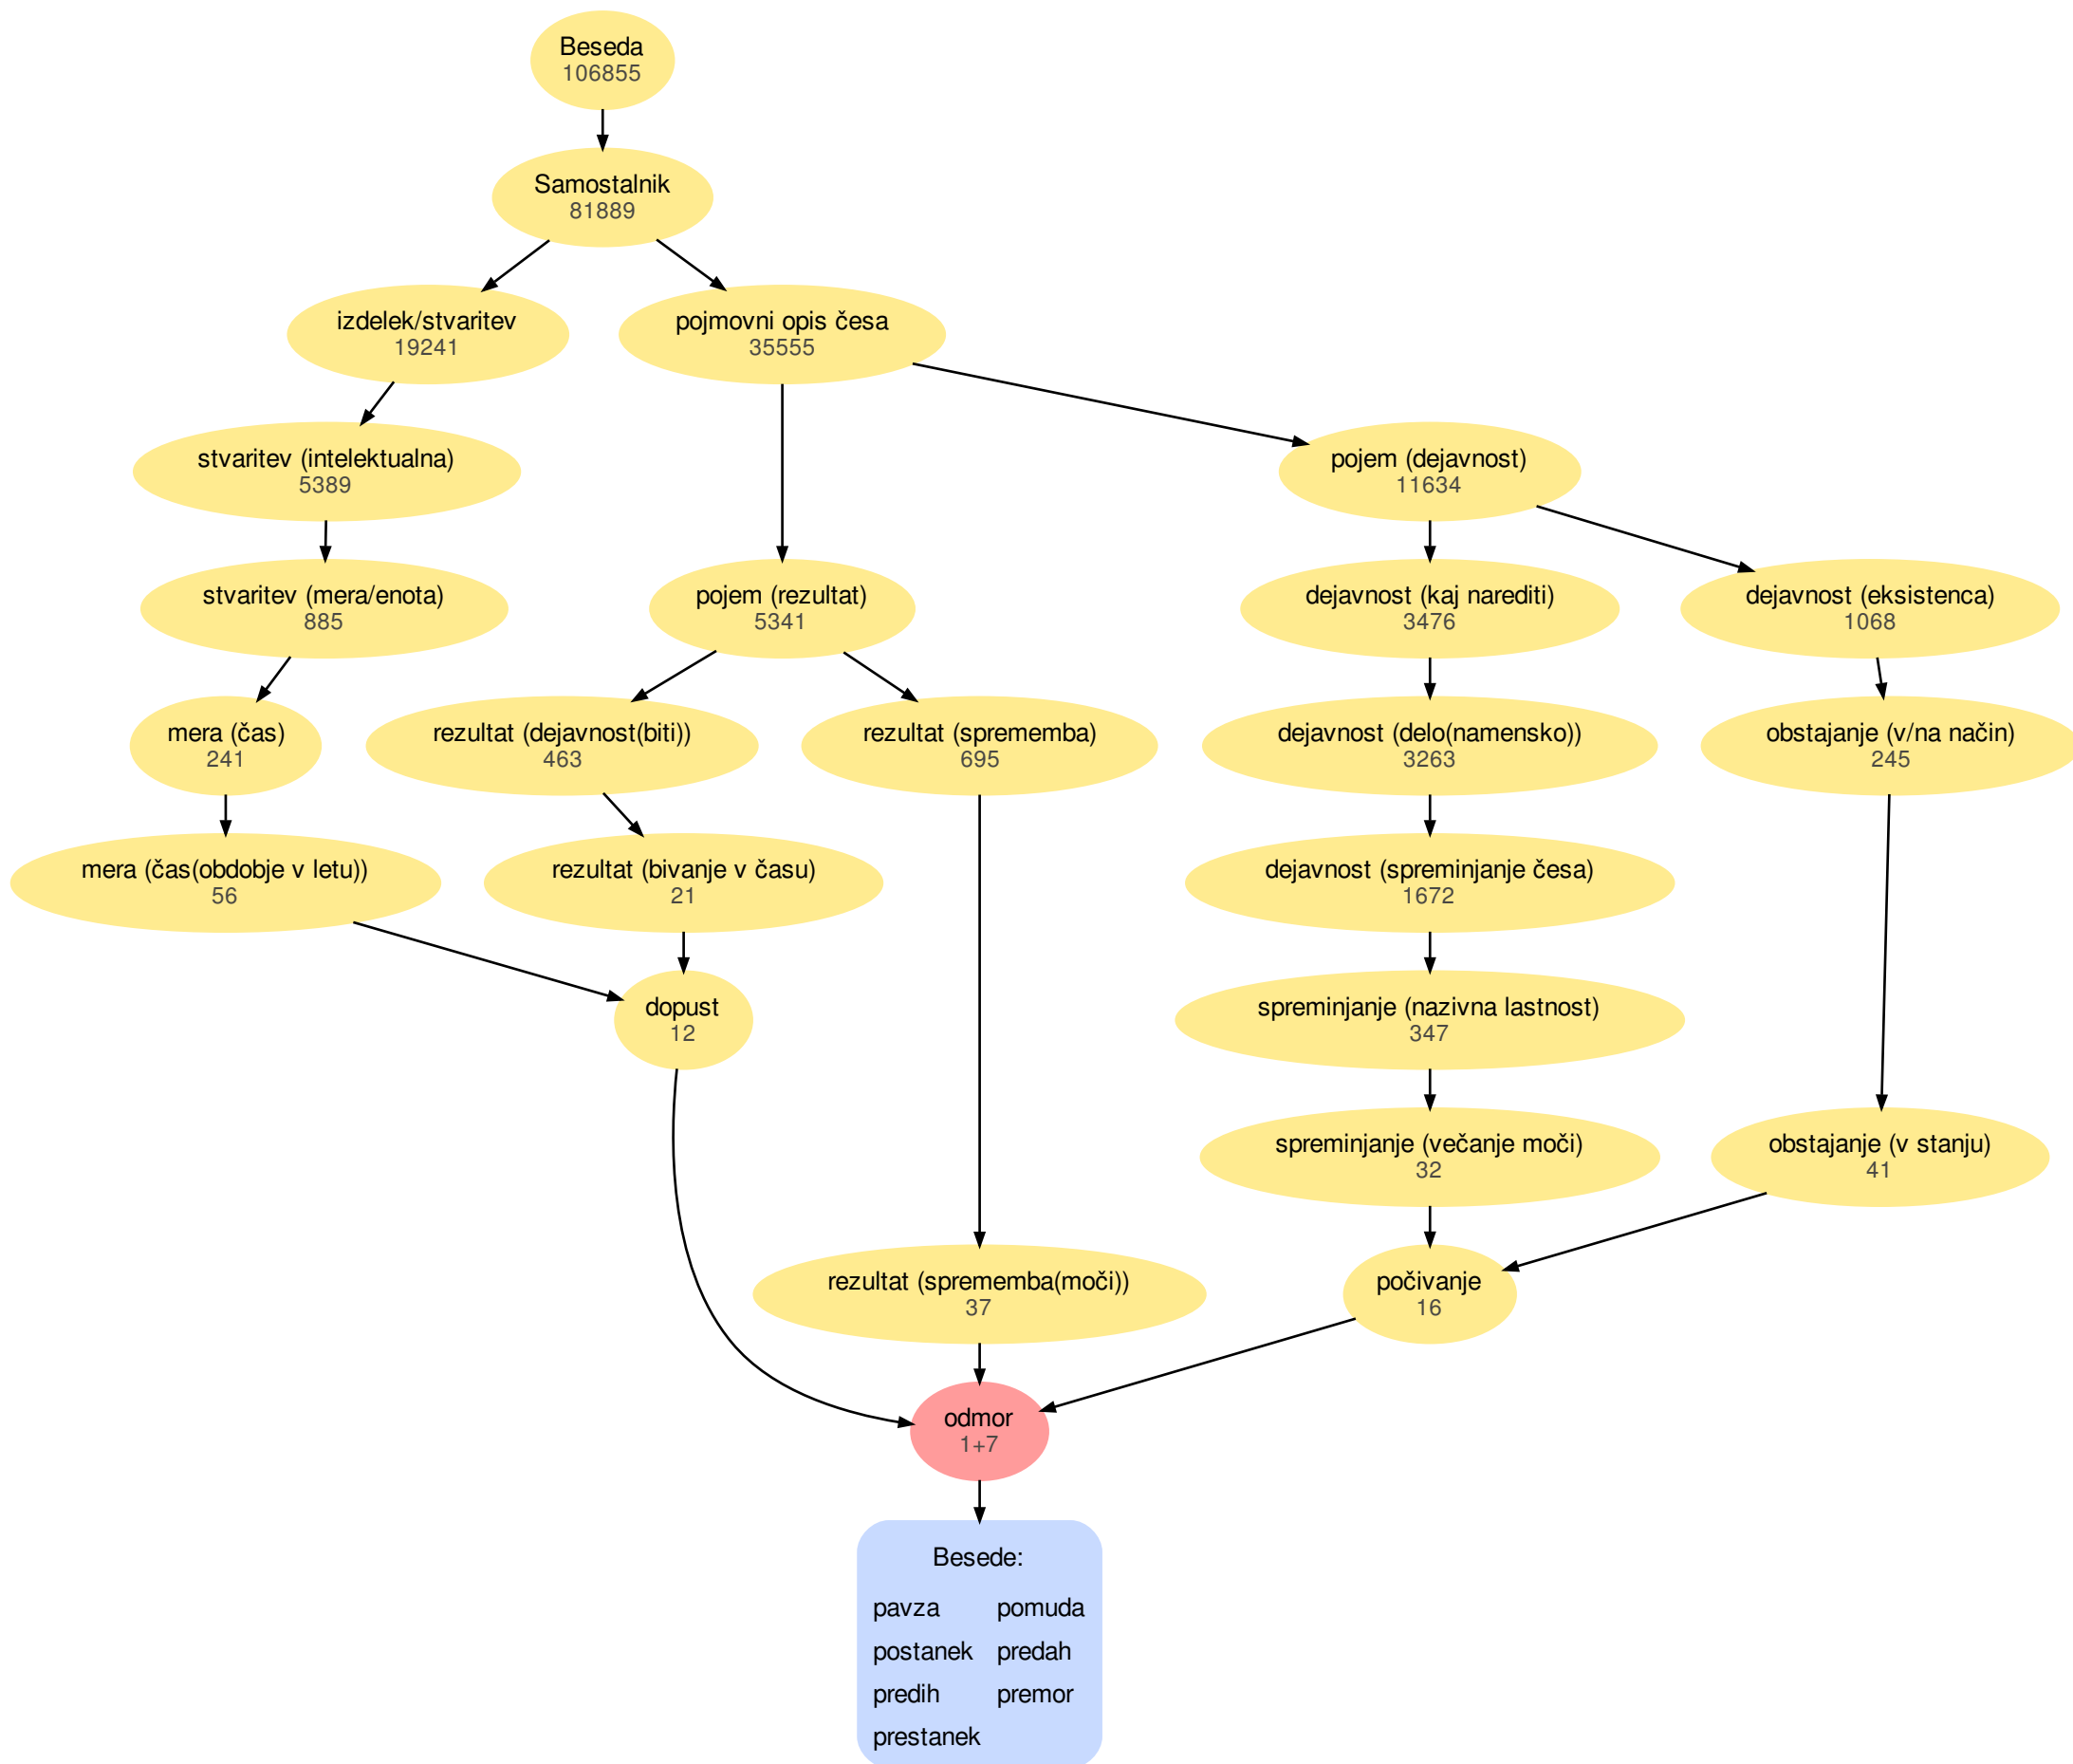 Beseda
106855
Samostalnik
81889
izdelek/stvaritev
19241
pojmovni opis česa
35555
stvaritev (intelektualna)
5389
pojem (dejavnost)
11634
stvaritev (mera/enota)
885
pojem (rezultat)
5341
dejavnost (kaj narediti)
3476
dejavnost (eksistenca)
1068
mera (čas)
241
rezultat (dejavnost(biti))
463
rezultat (sprememba)
695
dejavnost (delo(namensko))
3263
obstajanje (v/na način)
245
mera (čas(obdobje v letu))
56
rezultat (bivanje v času)
21
dejavnost (spreminjanje česa)
1672
dopust
12
spreminjanje (nazivna lastnost)
347
spreminjanje (večanje moči)
32
obstajanje (v stanju)
41
rezultat (sprememba(moči))
37
počivanje
16
odmor
1+7
Besede:
pavza pomuda
postanek predah
predih premor
prestanek